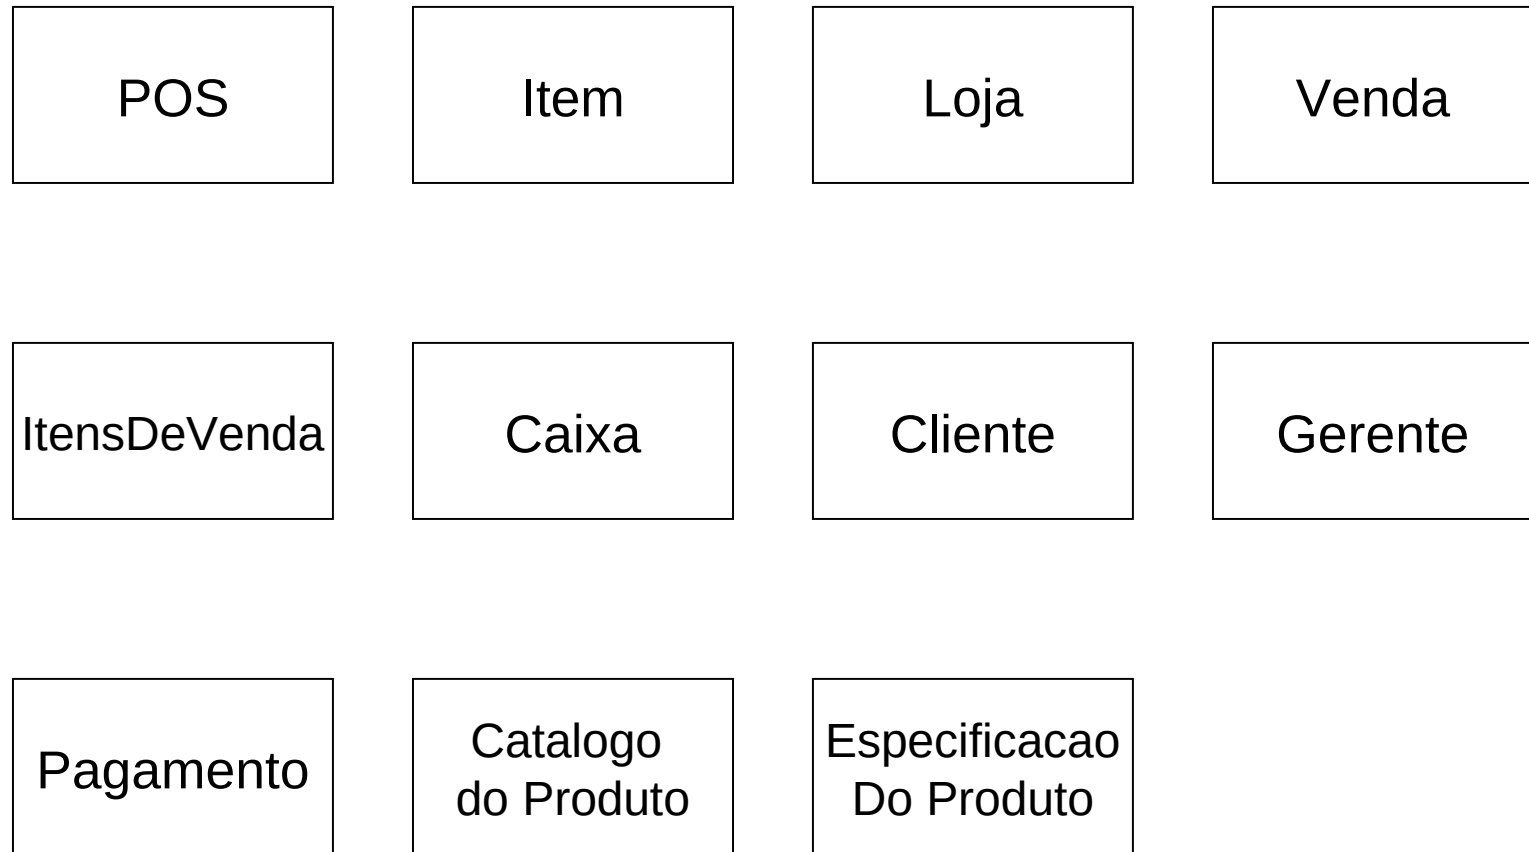 POS
Item
Loja
Venda
ItensDeVenda
Caixa
Cliente
Gerente
Pagamento
Catalogo
do Produto
Especificacao
Do Produto